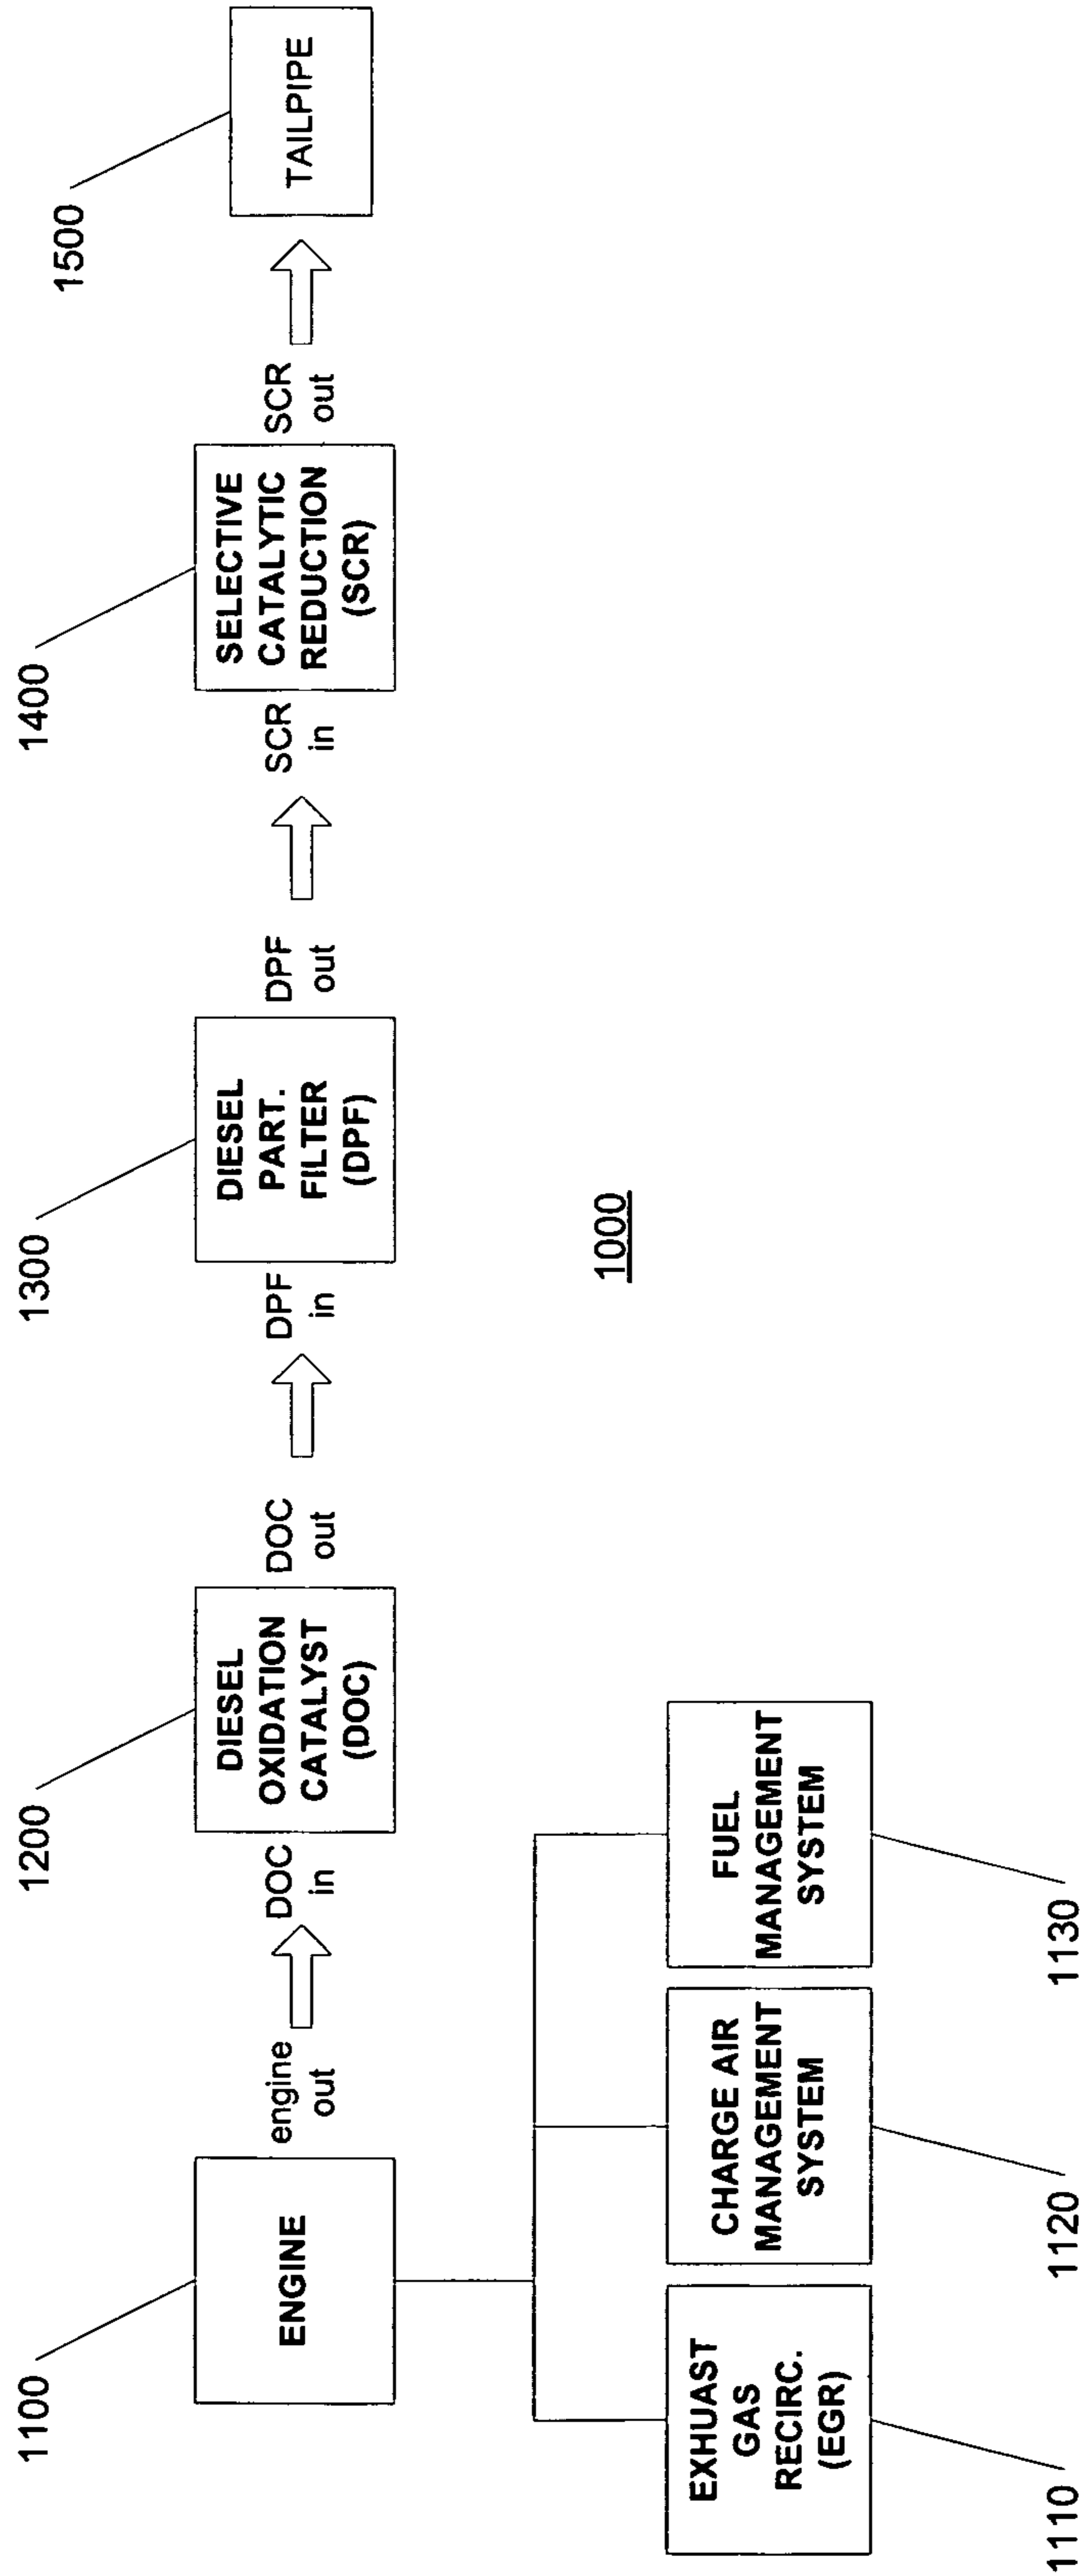 1100
1200
1300
1400
1500
ENGINE
engine
out
DOC
in
DIESEL
OXIDATION
CATALYST
(DOC)
DOC
out
DPF
in
DIESEL
PART.
FILTER
(DPF)
DPF
out
SCR
in
SELECTIVE
CATALYTIC
REDUCTION
(SCR)
SCR
out
TAILPIPE
1000
EXHUAST
GAS
RECIRC.
(EGR)
CHARGE AIR
MANAGEMENT
SYSTEM
FUEL
MANAGEMENT
SYSTEM
1110
1120
1130